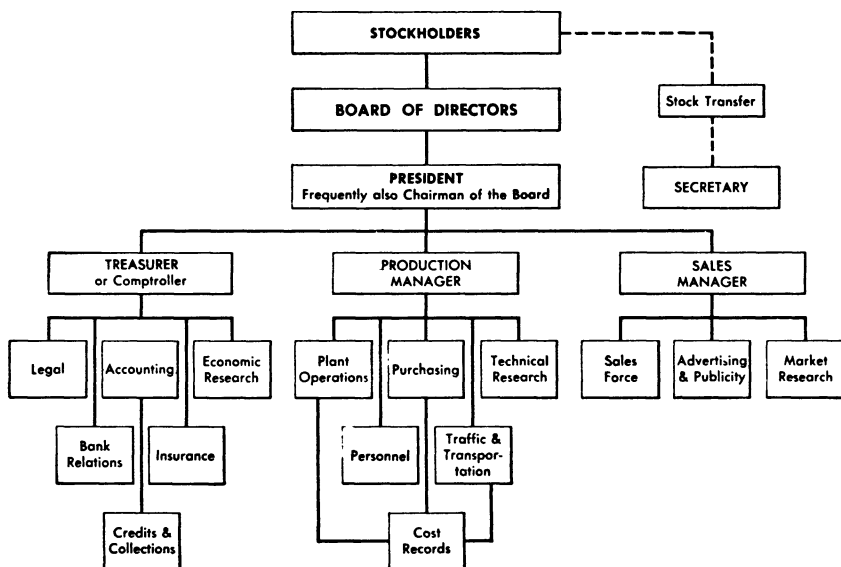 STOCKHOLDERS
Stock Transfer
BOARD OF DIRECTORS
PRESIDENT
Frequently also Chairman of the Board
SECRETARY
TREASURER
or Comptroller
PRODUCTION
MANAGER
SALES
MANAGER
Legal
Accounting
Economic
Research
Plant
Operations
Purchasing
Technical
Research
Sales
Force
Advertising
& Publicity
Market
Research
Bank
Relations
Insurance
Personnel
Traffic &
Transpor-
tation
Credits &
Collections
Cost
Records